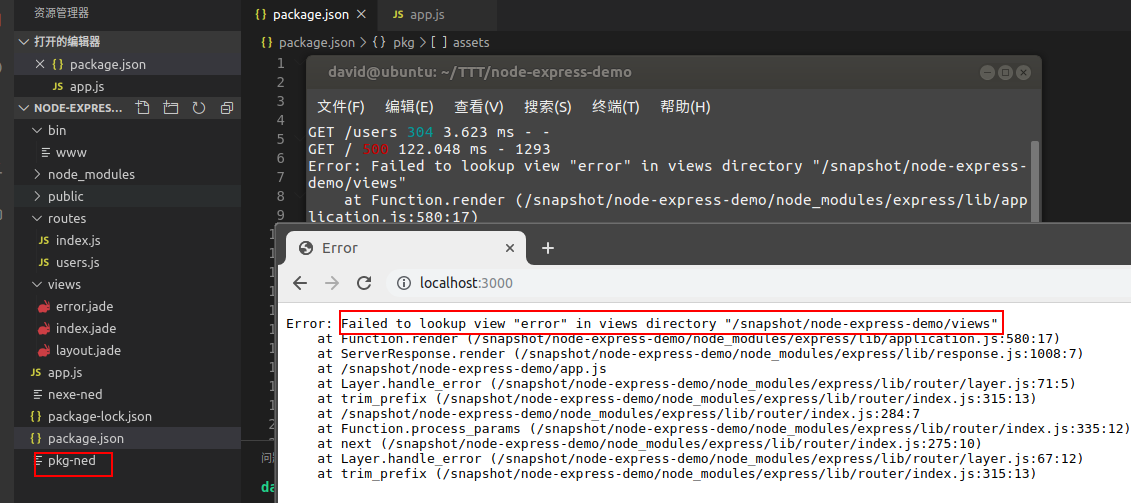 资源管理器
打开的编辑器
package.json
JS app.js
NODE-EXPRES...
bin
www
node_modules
public
routes
JS index.js
JS users.js
views
error.jade
index.jade
layout.jade
JS app.js
nexe-ned
{} package-lock.json
{} package.json
pkg-ned
{} package.json
JS app.js
{} package.json > {} pkg > [ ] assets
1
2
3
4
5
6
7
8
9
david@ubuntu: ~/TTT/node-express-demo
文件(F) 编辑(E) 查看(V) 搜索(S) 终端(T) 帮助(H)
GET /users 304 3.623 ms - -
GET / 500 122.048 ms - 1293
Error: Failed to lookup view "error" in views directory "/snapshot/node-express-
demo/views"
at Function.render (/snapshot/node-express-demo/node_modules/express/lib/app
lication.js:580:17)
Error
localhost:3000
Error: Failed to lookup view "error" in views directory "/snapshot/node-express-demo/views"
at Function.render (/snapshot/node-express-demo/node_modules/express/lib/application.js:580:17)
at ServerResponse.render (/snapshot/node-express-demo/node_modules/express/lib/response.js:1008:7)
at /snapshot/node-express-demo/app.js
at Layer.handle_error (/snapshot/node-express-demo/node_modules/express/lib/router/layer.js:71:5)
at trim_prefix (/snapshot/node-express-demo/node_modules/express/lib/router/index.js:315:13)
at /snapshot/node-express-demo/node_modules/express/lib/router/index.js:284:7
at Function.process_params (/snapshot/node-express-demo/node_modules/express/lib/router/index.js:335:12)
at next (/snapshot/node-express-demo/node_modules/express/lib/router/index.js:275:10)
at Layer.handle_error (/snapshot/node-express-demo/node_modules/express/lib/router/layer.js:67:12)
at trim_prefix (/snapshot/node-express-demo/node_modules/express/lib/router/index.js:315:13)
da